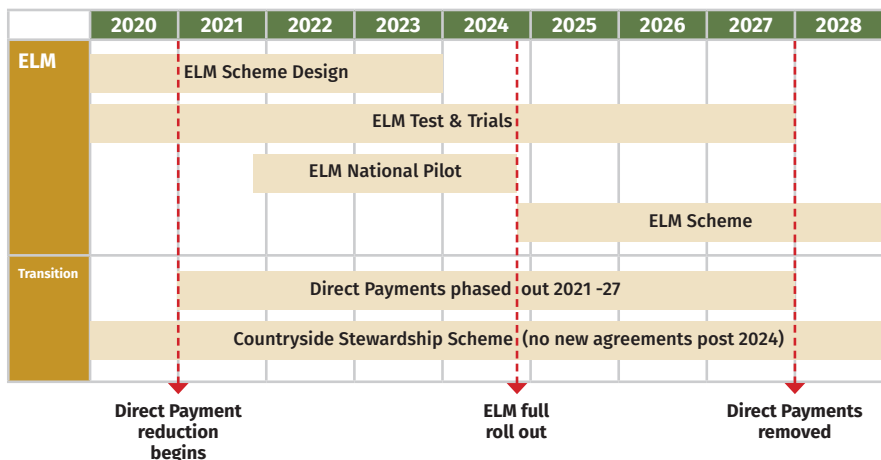 2020 2021 2022 2023 2024 2025 2026 2027 2028
ELM
ELM Scheme Design
ELM Test & Trials
ELM National Pilot
ELM Scheme
Transition
Direct Payments phased out 2021 -27
Countryside Stewardship Scheme (no new agreements post 2024)
Direct Payment
reduction
begins
ELM full
roll out
Direct Payments
removed